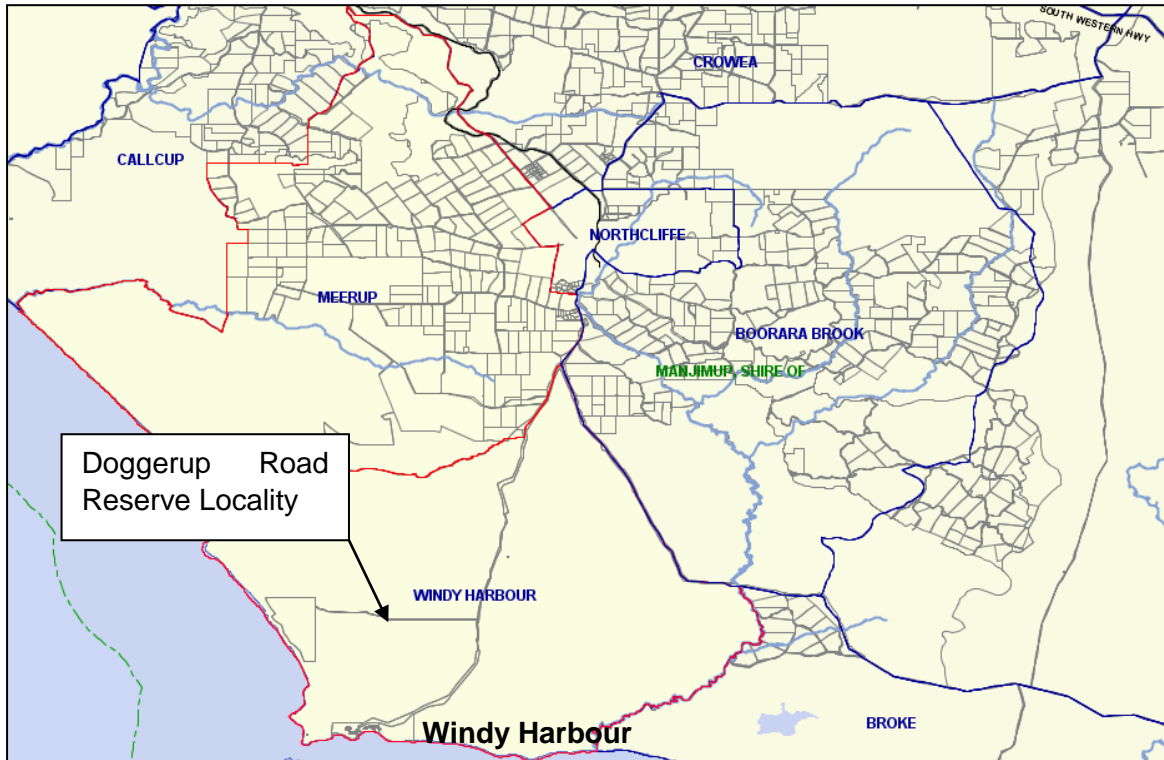 SOUTH WESTERN HWY
CROWEA
CALLCUP
NORTHCLIFFE
MEERUP
BOORARA BROOK
MANJIMUP, SHIRE OF
Doggerup Road
Reserve Locality
WINDY HARBOUR
BROKE
Windy Harbour